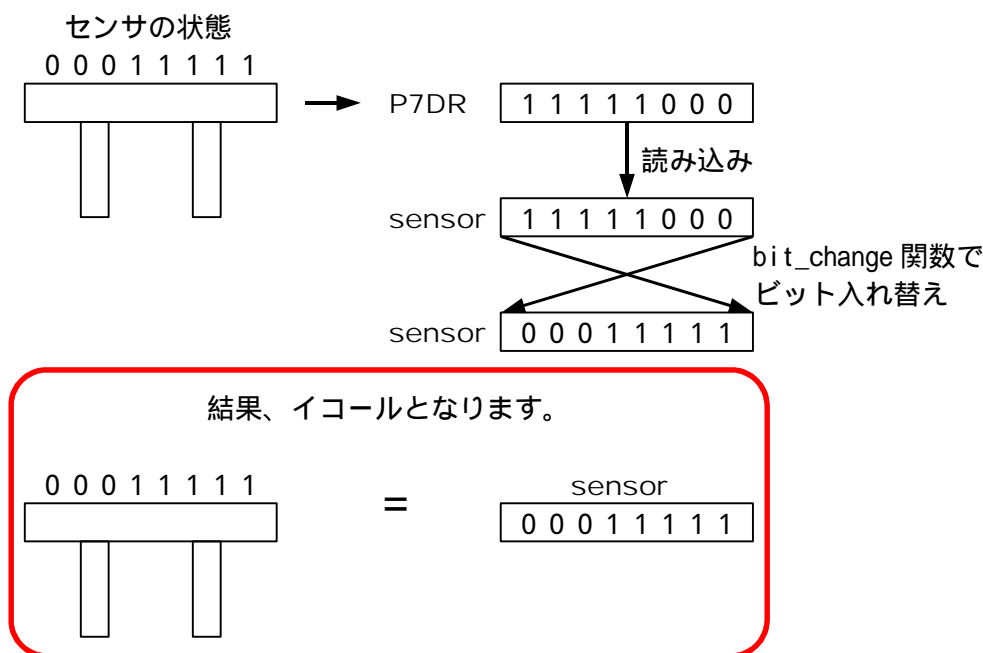 センサの状態
0 0 0 1 1 1 1 1
P7DR 1 1 1 1 1 0 0 0
読み込み
sensor 1 1 1 1 1 0 0 0
bit_change 関数で
ビット入れ替え
sensor 0 0 0 1 1 1 1 1
結果、イコールとなります。
0 0 0 1 1 1 1 1
=
sensor
0 0 0 1 1 1 1 1